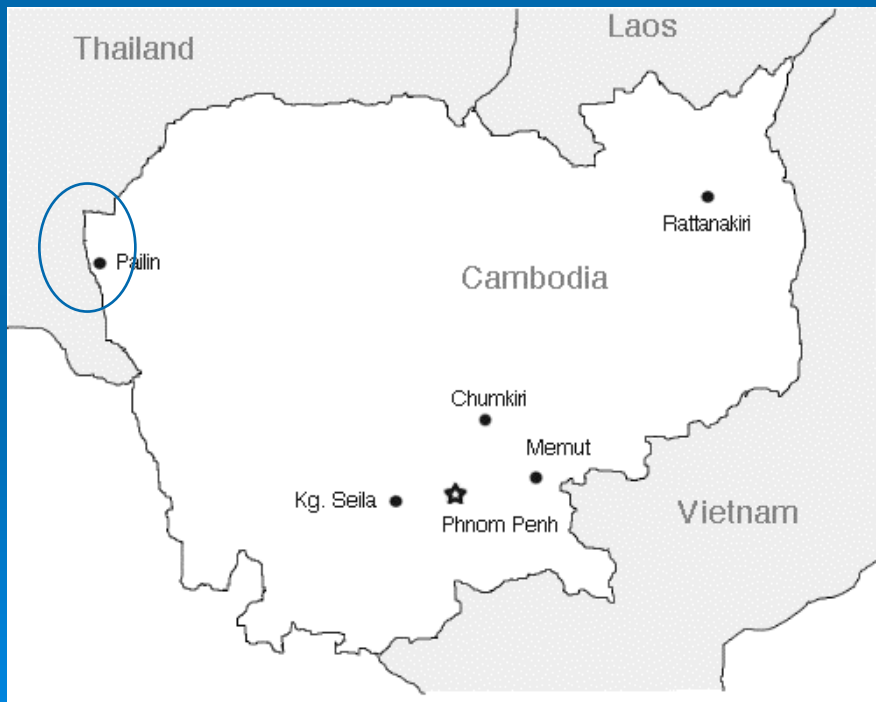 Laos
Thailand
Rattanakiri
Pailin
Cambodia
Chumkiri
Memut
Kg. Seila
Phnom Penh
Vietnam